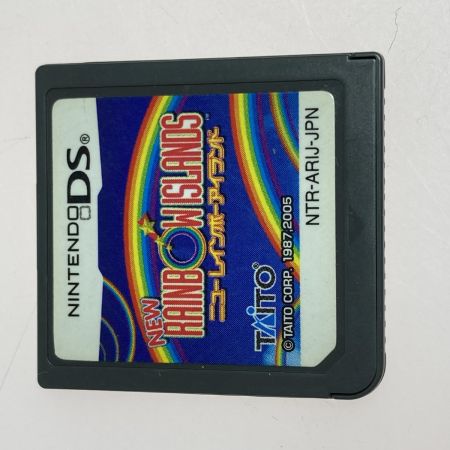 NINTENDO DS®
NEW
RAINBOW ISLANDS
ニューレインボーアイランド
TAITO
© TAITO CORP. 1987,2005
NTR-ARIJ-JPN